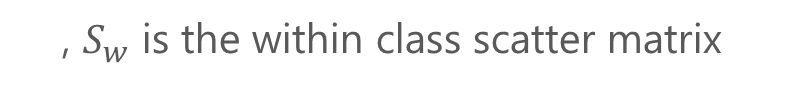 , S_w is the within class scatter matrix